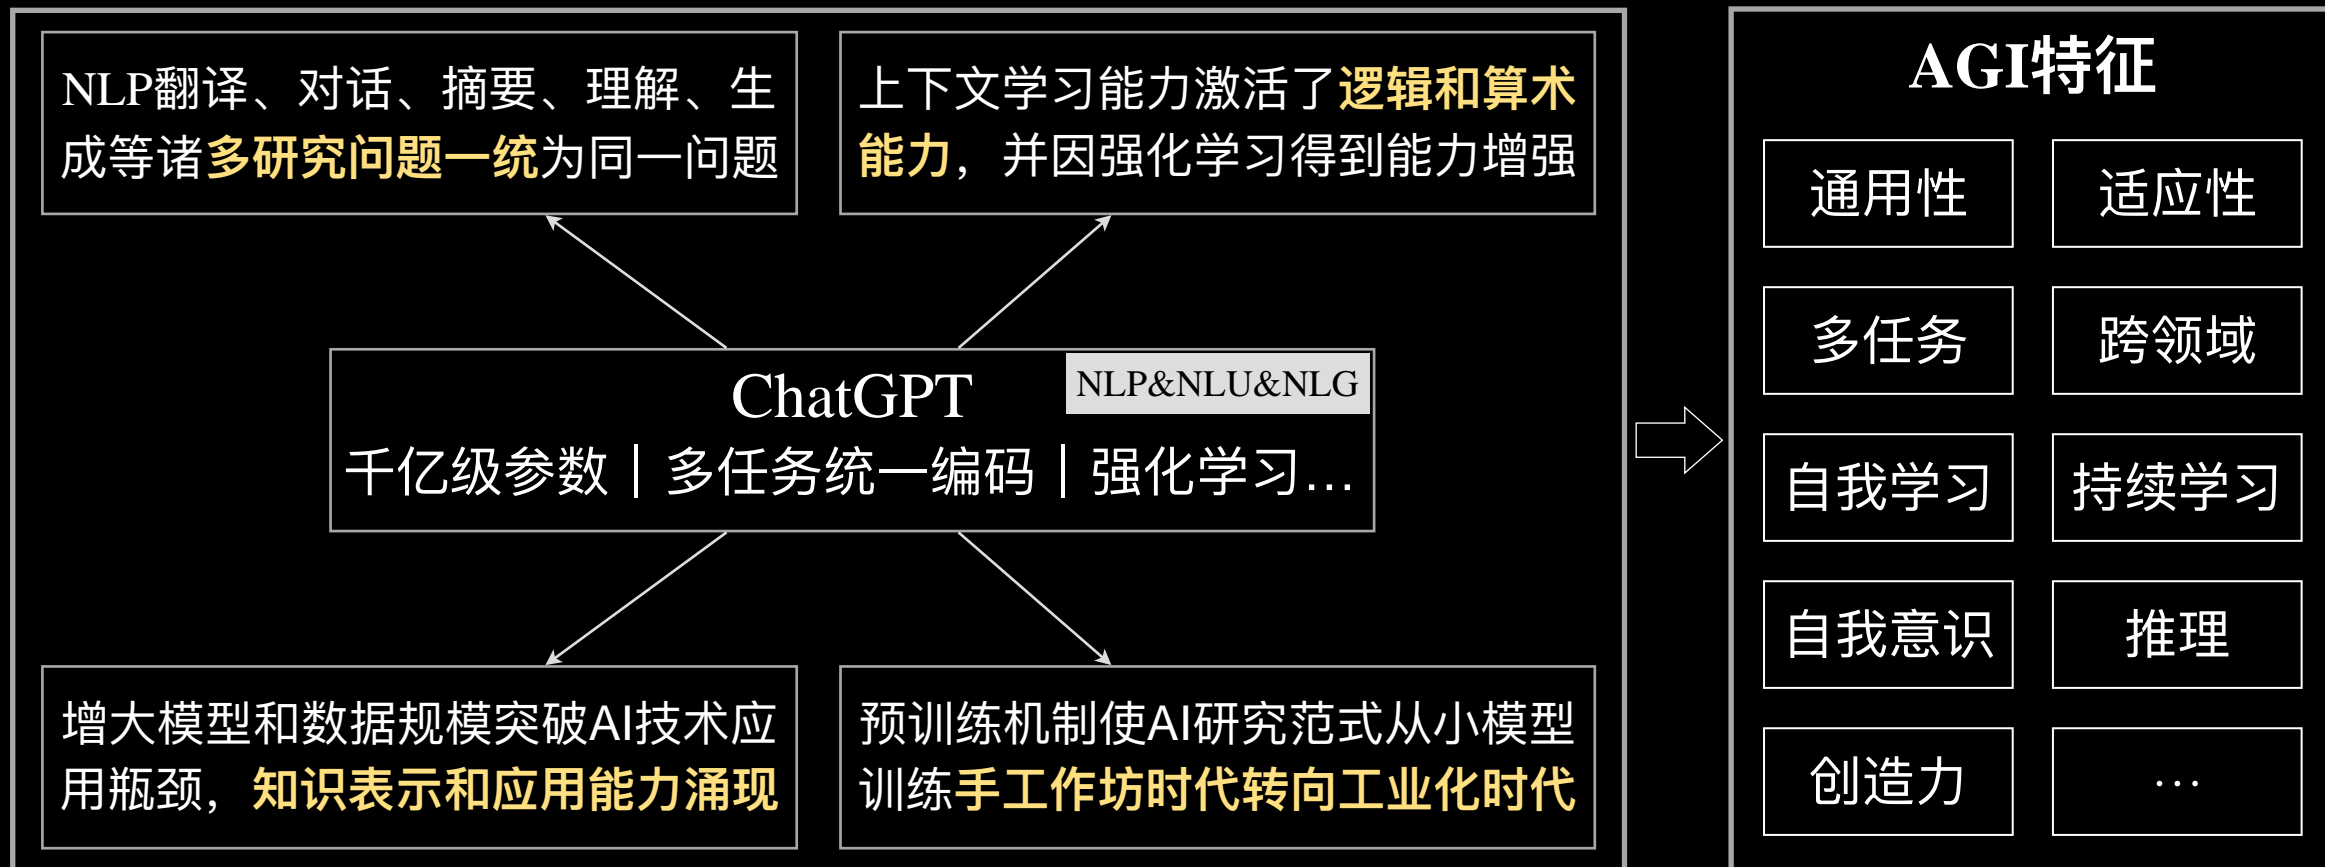 NLP翻译、对话、摘要、理解、生
成等诸多研究问题一统为同一问题
上下文学习能力激活了逻辑和算术
能力，并因强化学习得到能力增强
ChatGPT
NLP&NLU&NLG
千亿级参数｜多任务统一编码｜强化学习…
增大模型和数据规模突破AI技术应
用瓶颈，知识表示和应用能力涌现
预训练机制使AI研究范式从小模型
训练手工作坊时代转向工业化时代
AGI特征
通用性
适应性
多任务
跨领域
自我学习
持续学习
自我意识
推理
创造力
…